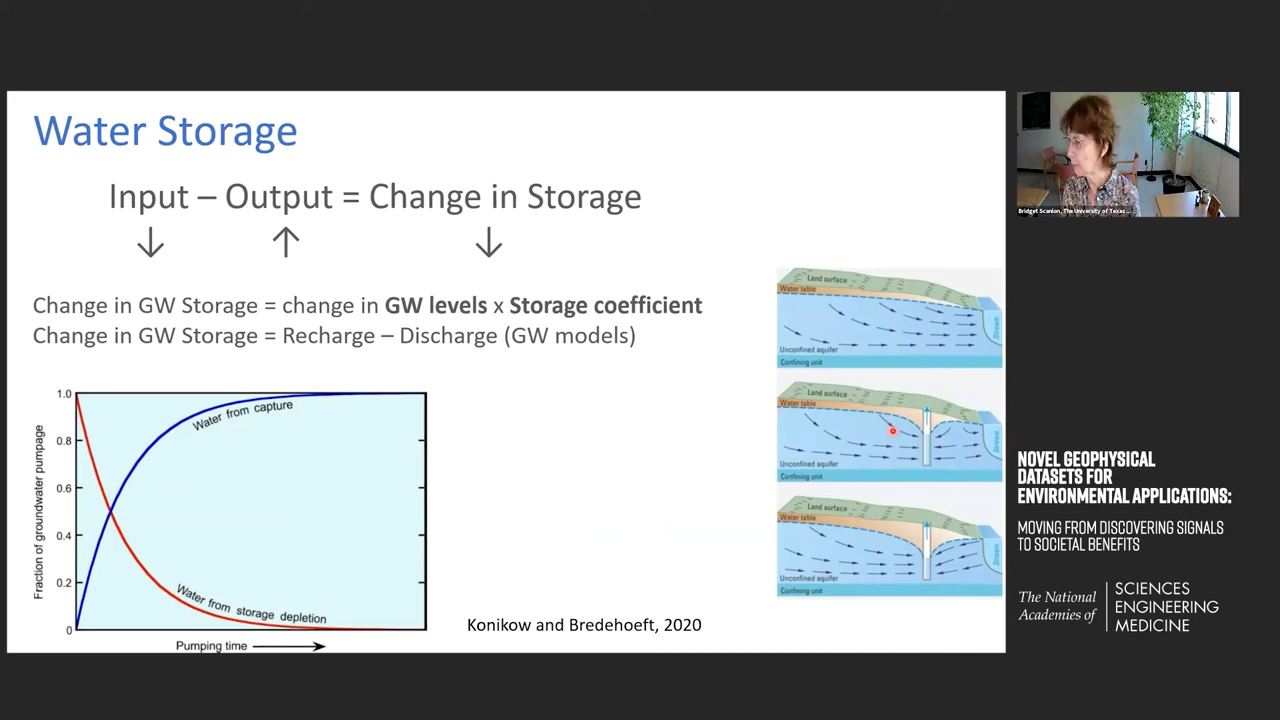 Water Storage
Input – Output = Change in Storage
Change in GW Storage = change in GW levels x Storage coefficient
Change in GW Storage = Recharge – Discharge (GW models)
1.0
0.8
0.6
0.4
0.2
0
Fraction of groundwater pumpage
Water from capture
Water from storage depletion
Pumping time
Konikow and Bredehoeft, 2020
Land surface
Water table
Stream
Unconfined aquifer
Confining unit
Land surface
Water table
Stream
Unconfined aquifer
Confining unit
Land surface
Water table
Stream
Unconfined aquifer
Confining unit
Bridget Scanlon, The University of Texas ...
NOVEL GEOPHYSICAL
DATASETS FOR
ENVIRONMENTAL APPLICATIONS:
MOVING FROM DISCOVERING SIGNALS
TO SOCIETAL BENEFITS
The National
Academies of
SCIENCES
ENGINEERING
MEDICINE